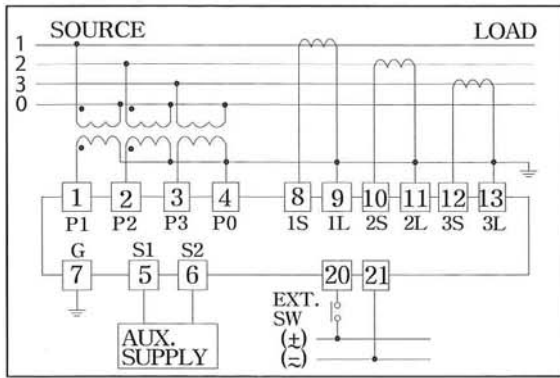 SOURCE LOAD
1
2
3
0
1 2 3 4 8 9 10 11 12 13
P1 P2 P3 P0 1S 1L 2S 2L 3S 3L
G S1 S2
7 5 6 20 21
AUX.
SUPPLY
EXT.
SW
(±)
(≂)